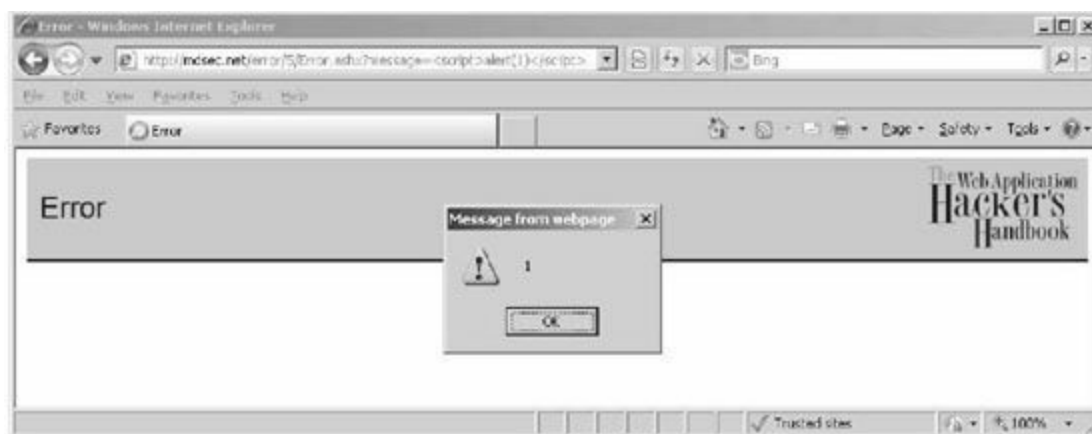 Error - Windows Internet Explorer
http://mdsec.net/error/5/Error.ashx?message=<script>alert(1)</script>
Bing
File Edit View Favorites Tools Help
Favorites Error Page Safety Tools
Error
The Web Application Hacker's Handbook
Message from webpage
1
OK
Trusted sites 100%